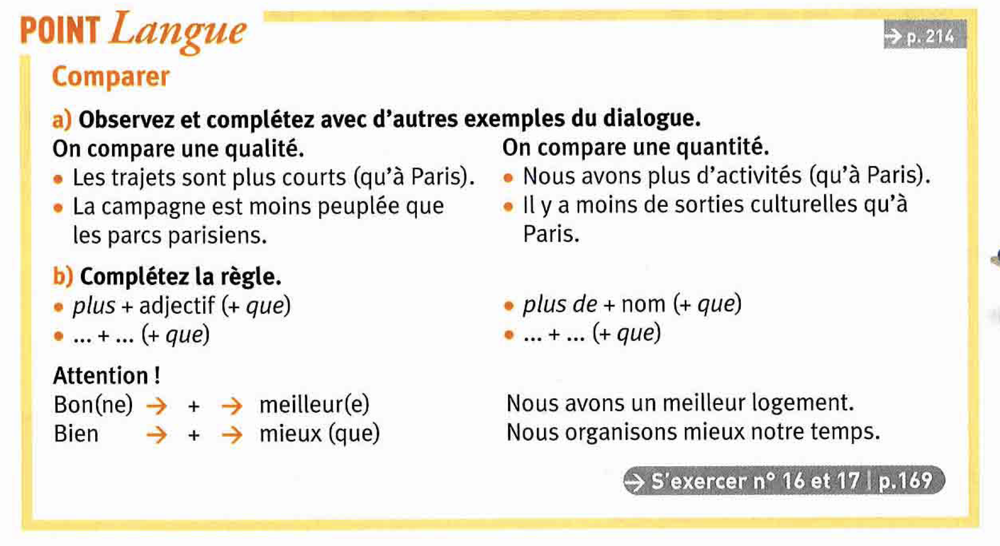 POINT Langue
→ p. 214
Comparer
a) Observez et complétez avec d'autres exemples du dialogue.
On compare une qualité.
• Les trajets sont plus courts (qu'à Paris).
• La campagne est moins peuplée que
les parcs parisiens.
On compare une quantité.
• Nous avons plus d'activités (qu'à Paris).
• Il y a moins de sorties culturelles qu'à
Paris.
b) Complétez la règle.
• plus + adjectif (+ que)
• ... + ... (+ que)
• plus de + nom (+ que)
• ... + ... (+ que)
Attention !
Bon(ne) → + → meilleur(e)
Nous avons un meilleur logement.
Bien → + → mieux (que)
Nous organisons mieux notre temps.
→ S'exercer n° 16 et 17 | p.169